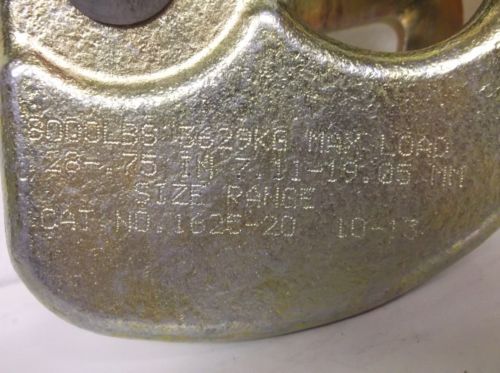 8000LBS 3629KG MAX LOAD
.28-.75 IN 7.11-19.05 MM
SIZE RANGE
CAT.NO.1625-20 10-13